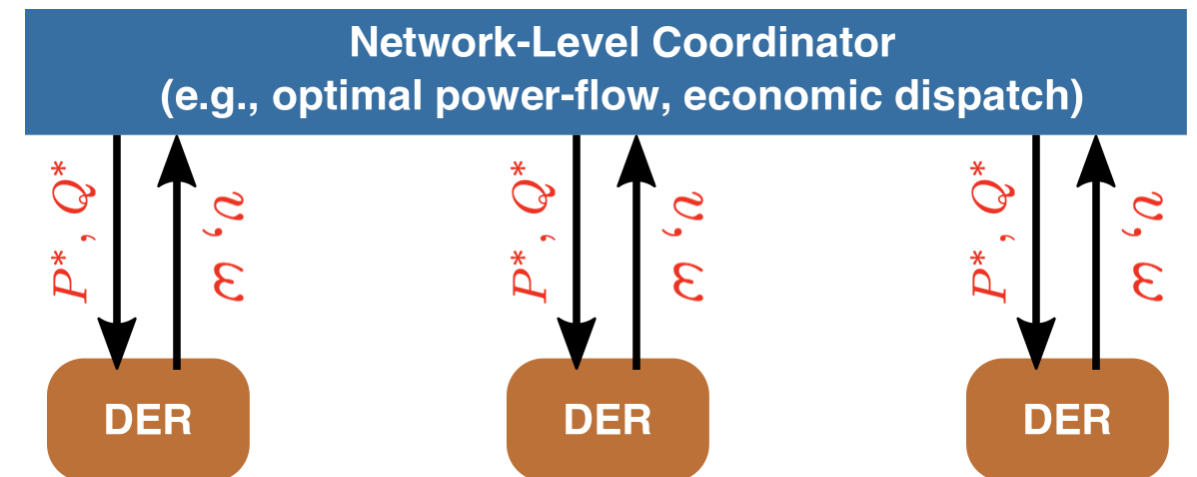 Network-Level Coordinator
(e.g., optimal power-flow, economic dispatch)
P*, Q*
ω, v
P*, Q*
ω, v
P*, Q*
ω, v
DER
DER
DER